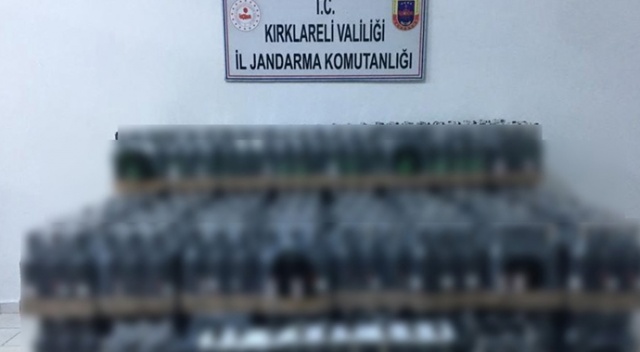 T.C.
KIRKLARELİ VALİLİĞİ
İL JANDARMA KOMUTANLIĞI